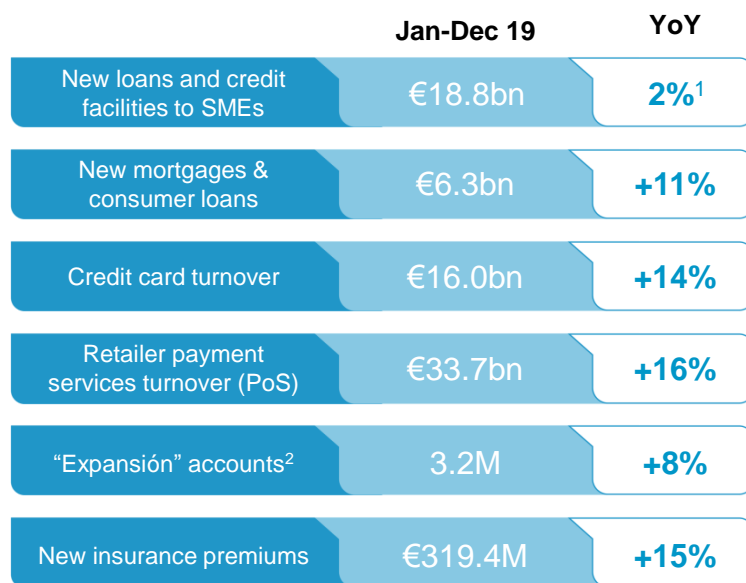 Jan-Dec 19 YoY
New loans and credit
facilities to SMEs
€18.8bn
2%¹
New mortgages &
consumer loans
€6.3bn
+11%
Credit card turnover
€16.0bn
+14%
Retailer payment
services turnover (PoS)
€33.7bn
+16%
“Expansión” accounts²
3.2M
+8%
New insurance premiums
€319.4M
+15%